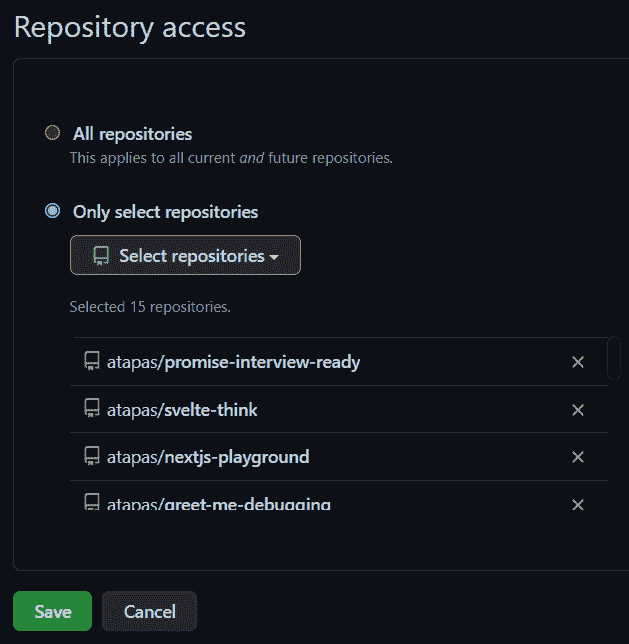 Repository access
All repositories
This applies to all current and future repositories.
Only select repositories
Select repositories
Selected 15 repositories.
atapas/promise-interview-ready
atapas/svelte-think
atapas/nextjs-playground
atapas/greet-me-debugging
Save Cancel